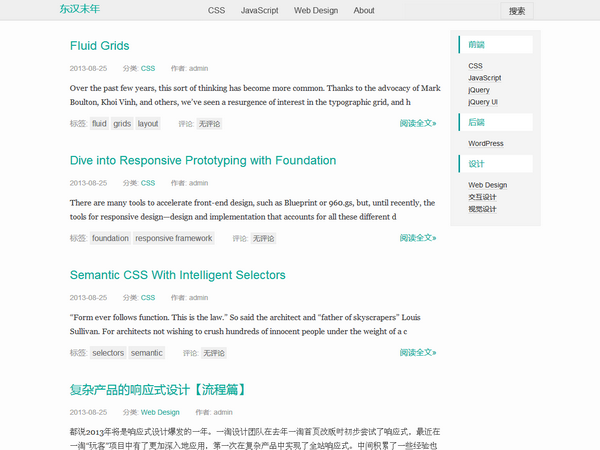 东汉末年
CSS JavaScript Web Design About
搜索
Fluid Grids
2013-08-25 分类: CSS 作者: admin
Over the past few years, this sort of thinking has become more common. Thanks to the advocacy of Mark
Boulton, Khoi Vinh, and others, we've seen a resurgence of interest in the typographic grid, and h
标签: fluid grids layout 评论: 无评论 阅读全文»
Dive into Responsive Prototyping with Foundation
2013-08-25 分类: CSS 作者: admin
There are many tools to accelerate front-end design, such as Blueprint or 960.gs, but, until recently, the
tools for responsive design—design and implementation that accounts for all these different d
标签: foundation responsive framework 评论: 无评论 阅读全文»
Semantic CSS With Intelligent Selectors
2013-08-25 分类: CSS 作者: admin
“Form ever follows function. This is the law.” So said the architect and “father of skyscrapers” Louis
Sullivan. For architects not wishing to crush hundreds of innocent people under the weight of a c
标签: selectors semantic 评论: 无评论 阅读全文»
复杂产品的响应式设计【流程篇】
2013-08-25 分类: Web Design 作者: admin
都说2013年将是响应式设计爆发的一年。一淘设计团队在去年一淘首页改版时初步尝试了响应式，最近在
一淘“玩客”项目中有了更加深入地应用，第一次在复杂产品中实现了全站响应式。中间积累了一些经验也
前端
CSS
JavaScript
jQuery
jQuery UI
后端
WordPress
设计
Web Design
交互设计
视觉设计